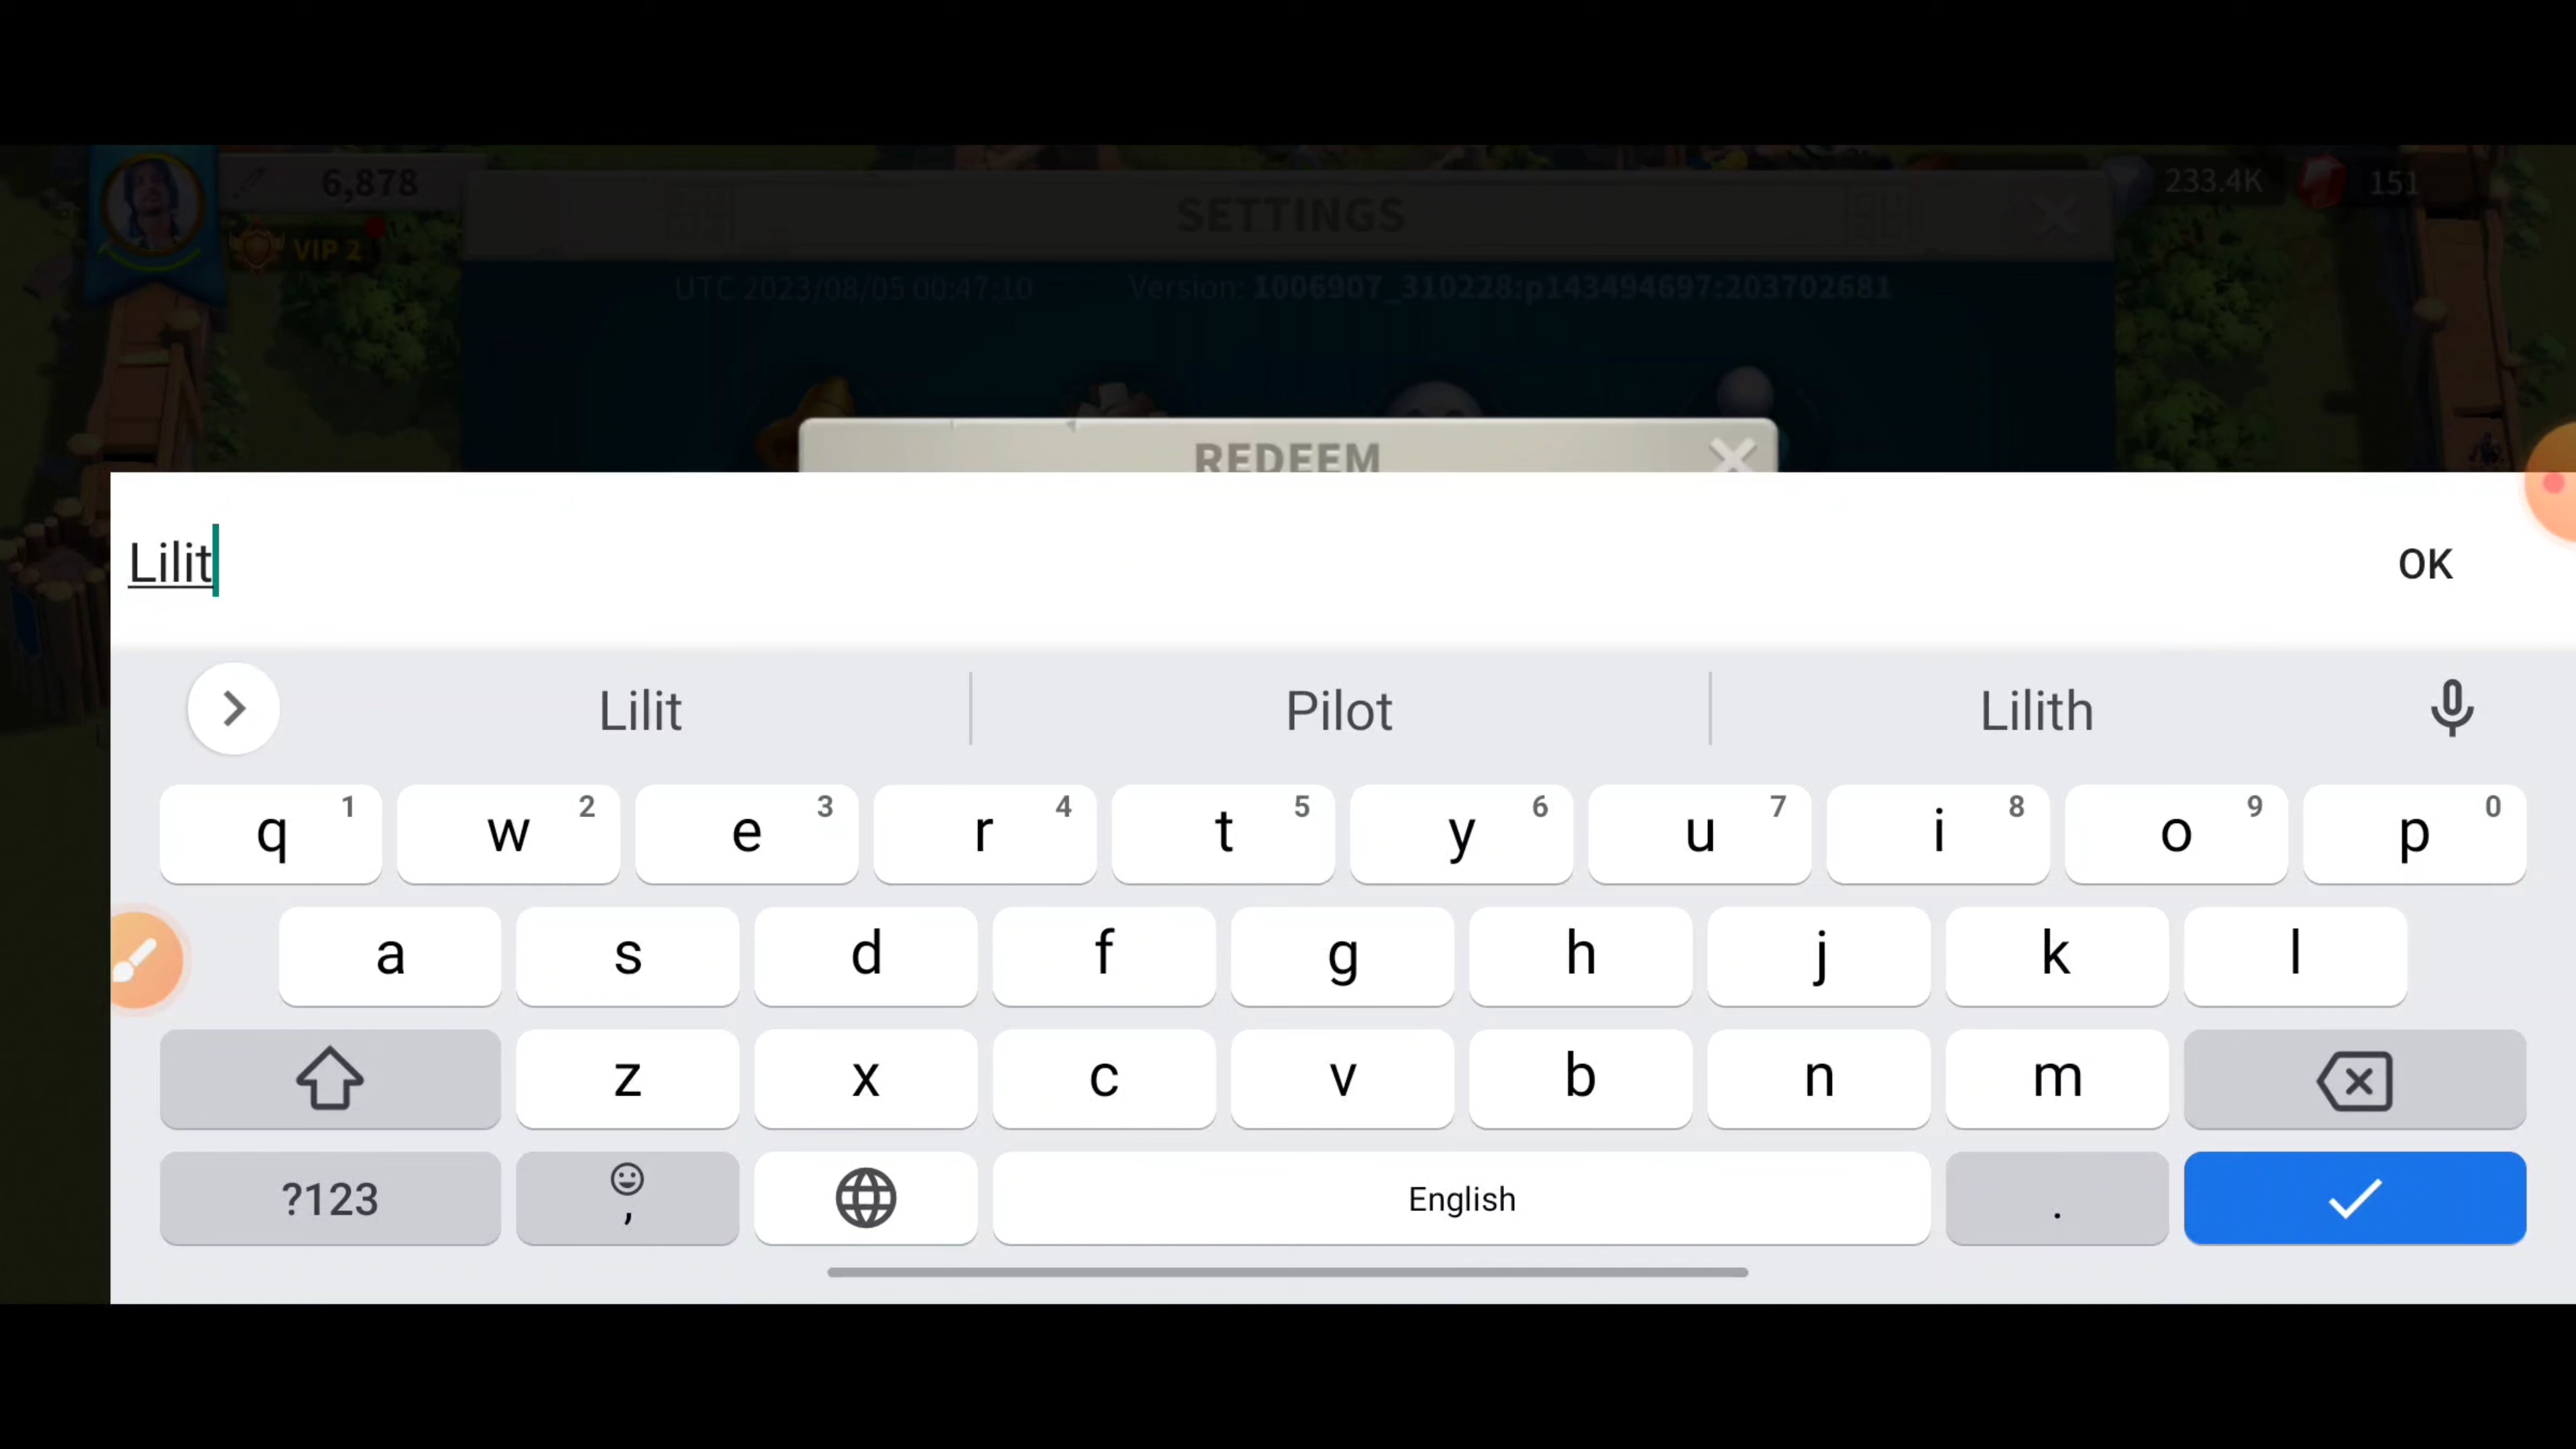 6,878
SETTINGS
233.4K
151
VIP 2
UTC 2023/08/05 00:47:10
Version: 1006907_310228:p143494697:203702681
REDEEM
Lilit
OK
Lilit
Pilot
Lilith
q 1 w 2 e 3 r 4 t 5 y 6 u 7 i 8 o 9 p 0
a s d f g h j k l
z x c v b n m
?123 , English .